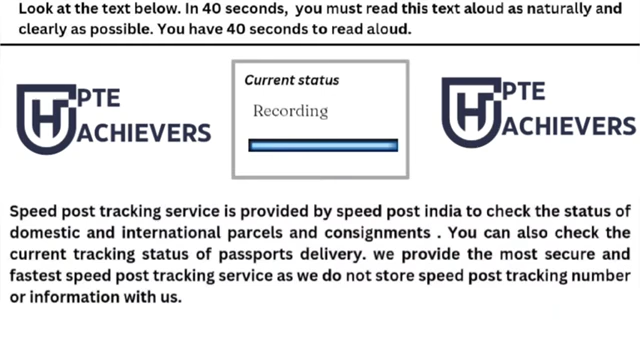 Look at the text below. In 40 seconds, you must read this text aloud as naturally and
clearly as possible. You have 40 seconds to read aloud.
PTE
ACHIEVERS
Current status
Recording
PTE
ACHIEVERS
Speed post tracking service is provided by speed post india to check the status of
domestic and international parcels and consignments . You can also check the
current tracking status of passports delivery. we provide the most secure and
fastest speed post tracking service as we do not store speed post tracking number
or information with us.